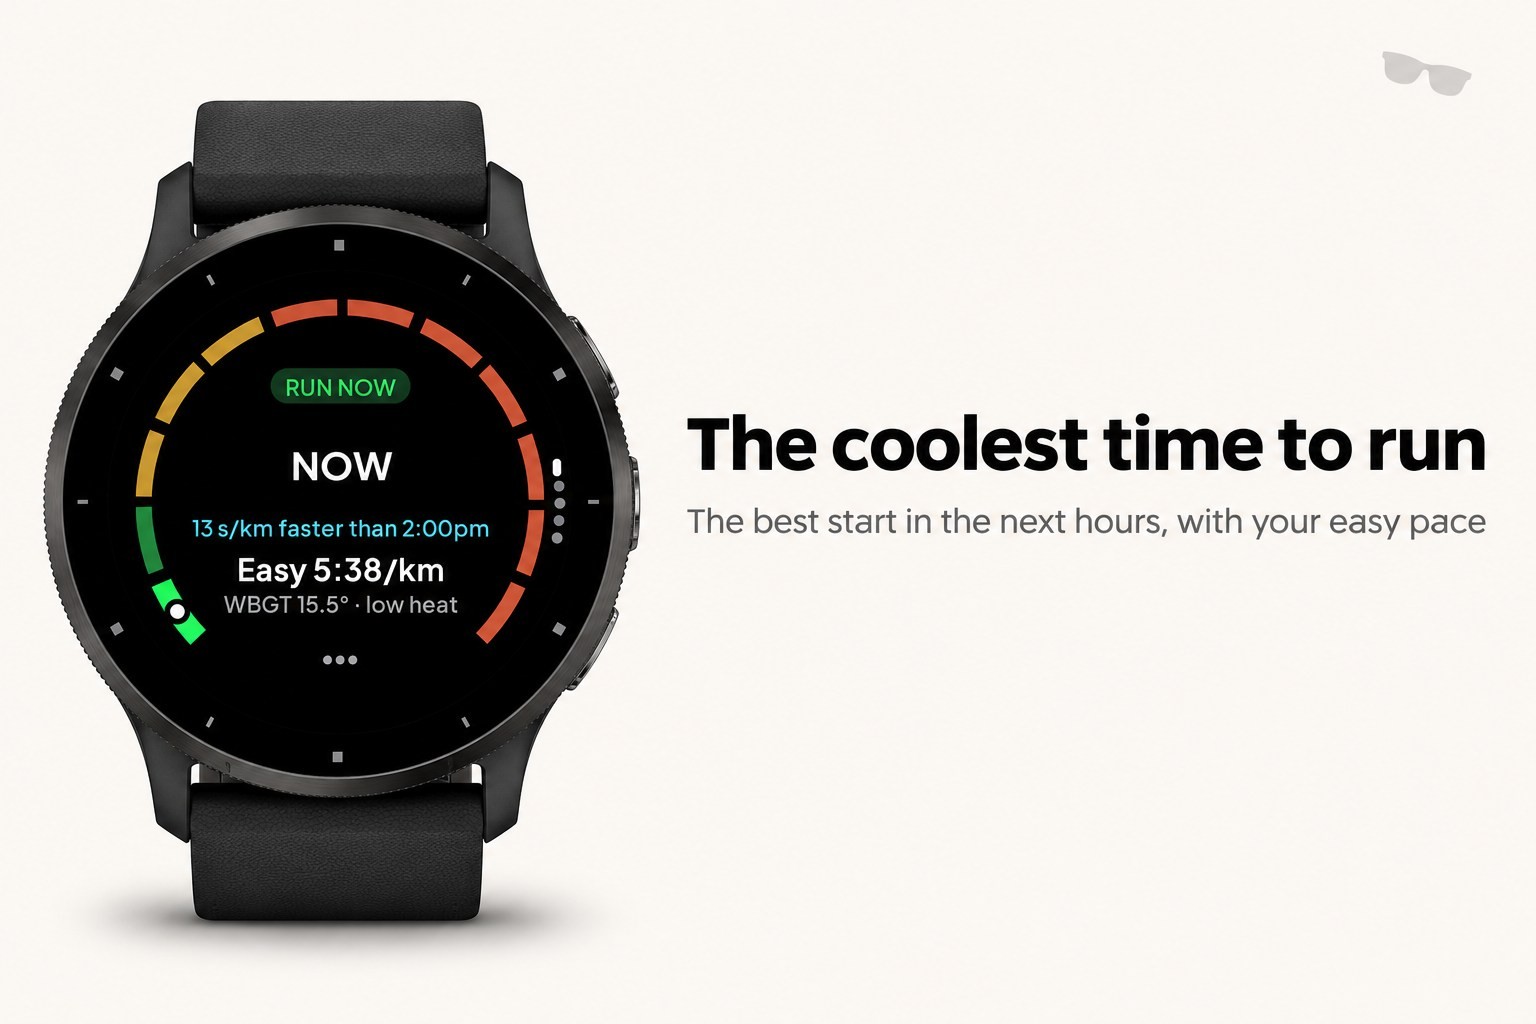 RUN NOW
NOW
13 s/km faster than 2:00pm
Easy 5:38/km
WBGT 15.5° · low heat
The coolest time to run
The best start in the next hours, with your easy pace